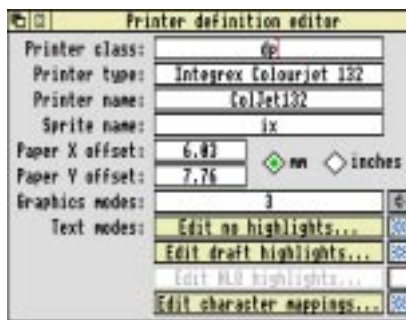 Printer definition editor
Printer class: dp
Printer type: Integrex Colourjet 132
Printer name: ColJet132
Sprite name: ix
Paper X offset: 6.03 mm inches
Paper Y offset: 7.76
Graphics modes: 3
Text modes: Edit no highlights...
Edit draft highlights...
Edit NLQ highlights...
Edit character mappings...